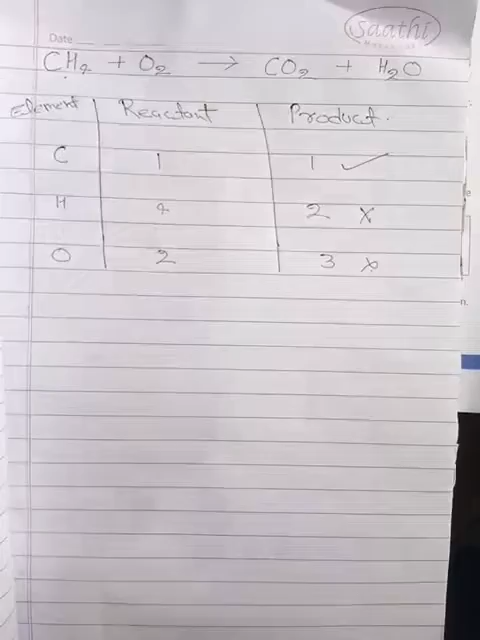 Saathi
Date
CH₄ + O₂ → CO₂ + H₂O
Element Reactant Product.
C 1 1 ✓
H 4 2 x
O 2 3 x